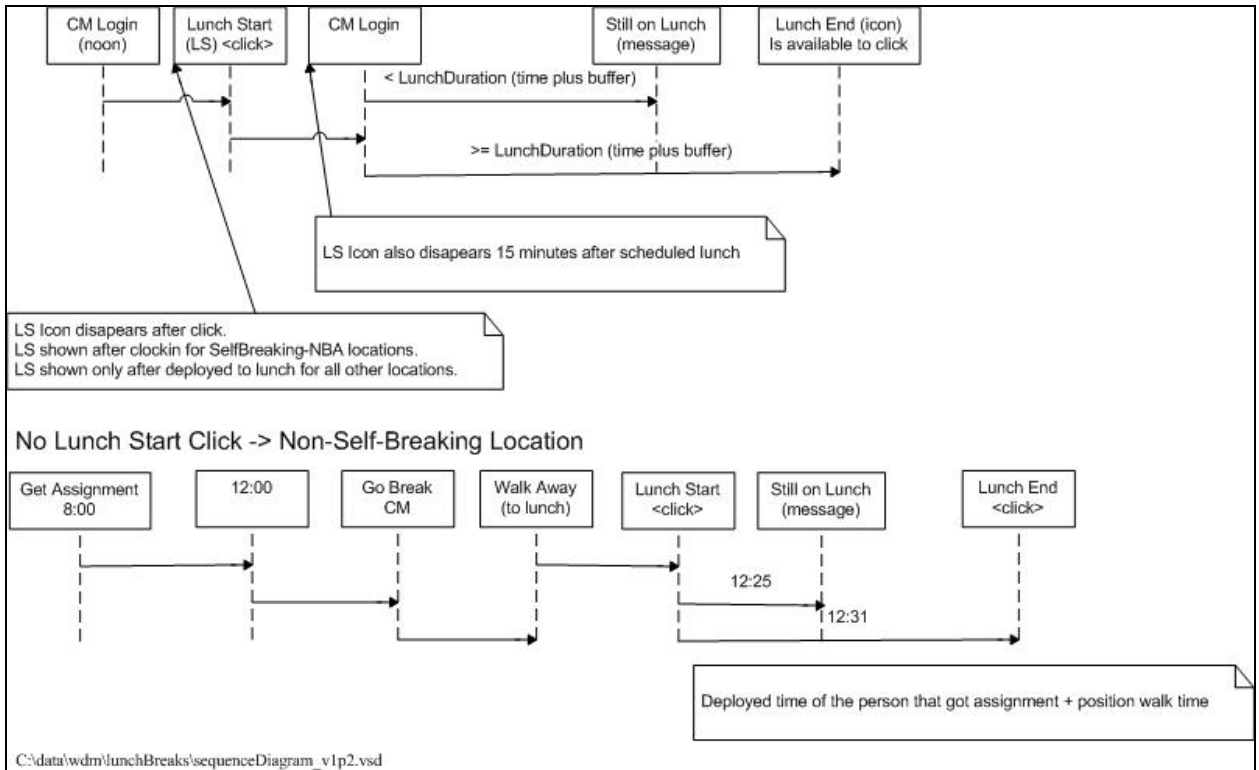 CM Login
(noon)
Lunch Start
(LS) <click>
CM Login
Still on Lunch
(message)
Lunch End (icon)
Is available to click
< LunchDuration (time plus buffer)
>= LunchDuration (time plus buffer)
LS Icon also disapears 15 minutes after scheduled lunch
LS Icon disapears after click.
LS shown after clockin for SelfBreaking-NBA locations.
LS shown only after deployed to lunch for all other locations.
No Lunch Start Click -> Non-Self-Breaking Location
Get Assignment
8:00
12:00
Go Break
CM
Walk Away
(to lunch)
Lunch Start
<click>
Still on Lunch
(message)
Lunch End
<click>
12:25
12:31
Deployed time of the person that got assignment + position walk time
C:\data\wdm\lunchBreaks\sequenceDiagram_v1p2.vsd